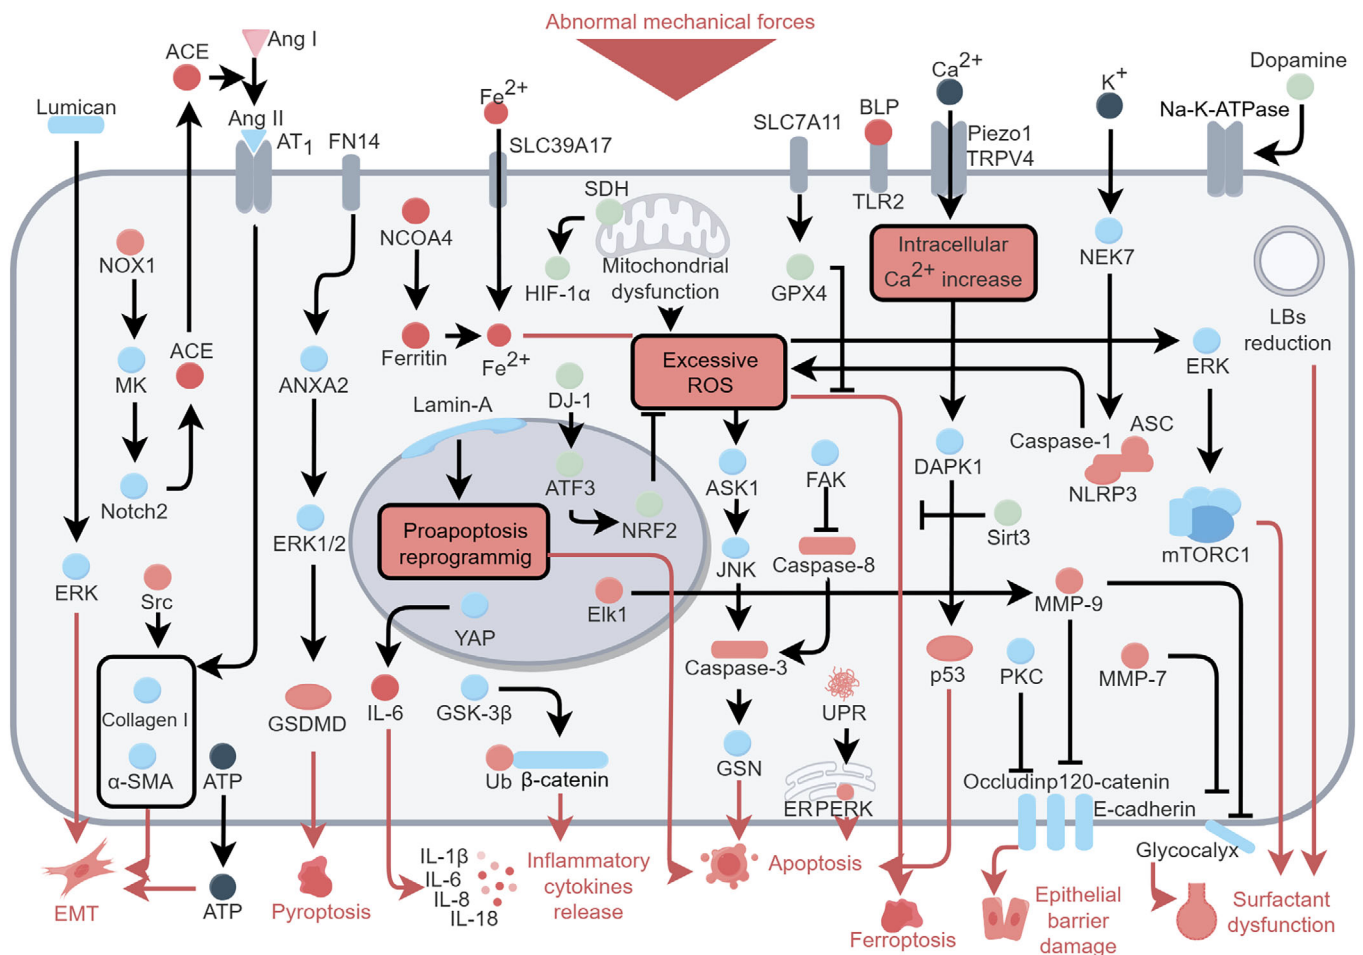 Abnormal mechanical forces
Ang I
ACE
Lumican
Ang II
AT1
FN14
Fe2+
SLC39A17
SLC7A11
BLP
TLR2
Ca2+
Piezo1
TRPV4
K+
Na-K-ATPase
Dopamine
NOX1
MK
ACE
Notch2
NCOA4
Ferritin
Fe2+
SDH
HIF-1α
Mitochondrial
dysfunction
GPX4
Intracellular
Ca2+ increase
NEK7
LBs
reduction
ANXA2
Excessive
ROS
ERK
Lamin-A
DJ-1
ATF3
NRF2
Proapoptosis
reprogrammig
ERK1/2
ASK1
FAK
DAPK1
Caspase-1
ASC
NLRP3
Sirt3
mTORC1
JNK
Caspase-8
ERK
Src
YAP
Elk1
MMP-9
Collagen I
α-SMA
ATP
GSDMD
IL-6
GSK-3β
Caspase-3
UPR
p53
PKC
MMP-7
Ub
β-catenin
GSN
ERPERK
Occludinp120-catenin
E-cadherin
Glycocalyx
EMT
ATP
Pyroptosis
IL-1β
IL-6
IL-8
IL-18
Inflammatory
cytokines
release
Apoptosis
Ferroptosis
Epithelial
barrier
damage
Surfactant
dysfunction